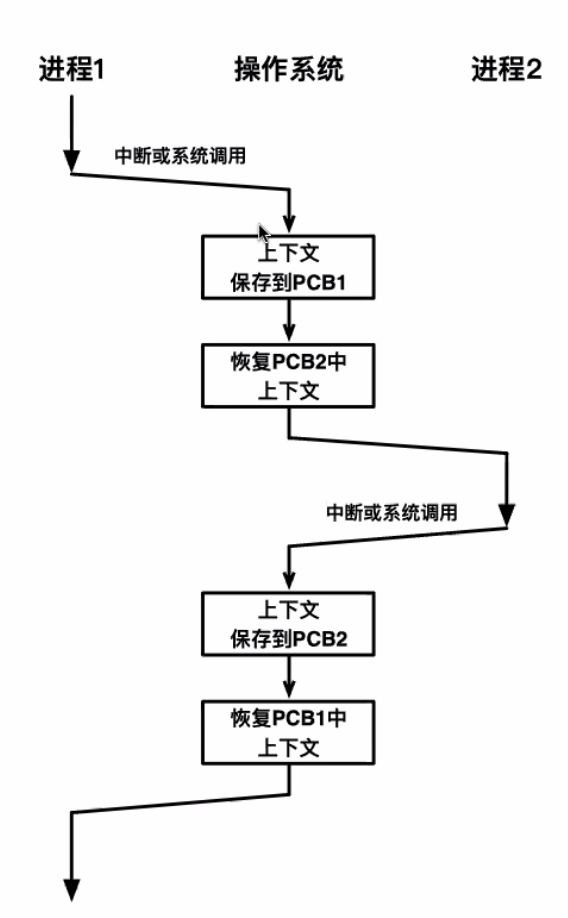 进程1
操作系统
进程2
中断或系统调用
上下文
保存到PCB1
恢复PCB2中
上下文
中断或系统调用
上下文
保存到PCB2
恢复PCB1中
上下文